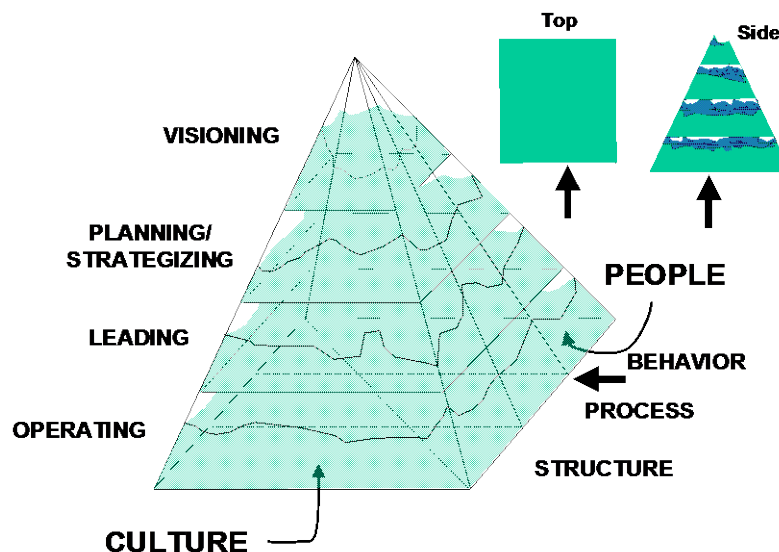 Top
Side
VISIONING
PLANNING/
STRATEGIZING
PEOPLE
LEADING
BEHAVIOR
PROCESS
OPERATING
STRUCTURE
CULTURE